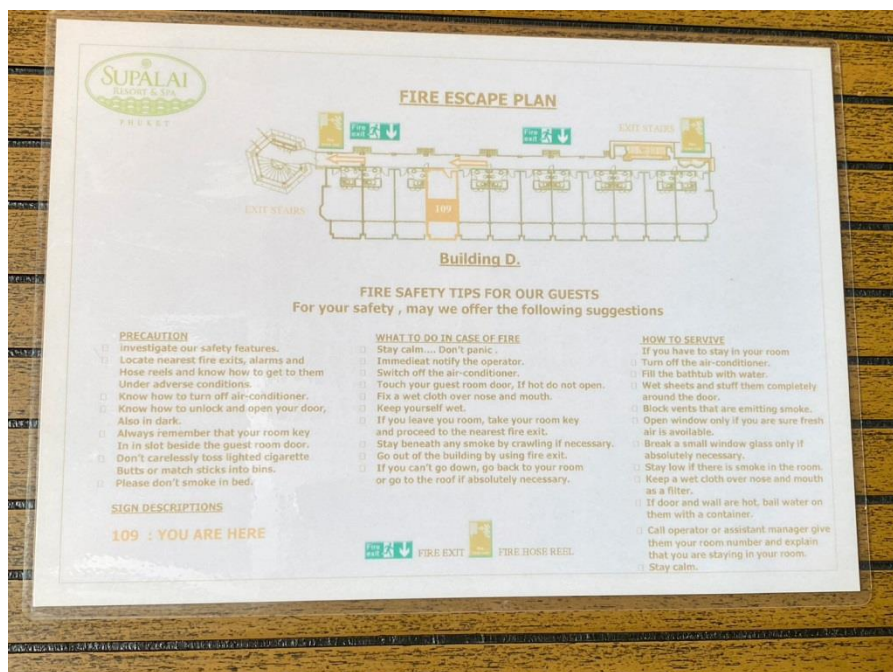 SUPALAI
RESORT & SPA
PHUKET
FIRE ESCAPE PLAN
Fire
exit
Fire
exit
EXIT STAIRS
EXIT STAIRS
109
Building D.
FIRE SAFETY TIPS FOR OUR GUESTS
For your safety , may we offer the following suggestions
PRECAUTION
Investigate our safety features.
Locate nearest fire exits, alarms and
Hose reels and know how to get to them
Under adverse conditions.
Know how to turn off air-conditioner.
Know how to unlock and open your door,
Also in dark.
Always remember that your room key
In in slot beside the guest room door.
Don't carelessly toss lighted cigarette
Butts or match sticks into bins.
Please don't smoke in bed.
SIGN DESCRIPTIONS
109 : YOU ARE HERE
WHAT TO DO IN CASE OF FIRE
Stay calm.... Don't panic .
Immedieat notify the operator.
Switch off the air-conditioner.
Touch your guest room door, If hot do not open.
Fix a wet cloth over nose and mouth.
Keep yourself wet.
If you leave you room, take your room key
and proceed to the nearest fire exit.
Stay beneath any smoke by crawling if necessary.
Go out of the building by using fire exit.
If you can't go down, go back to your room
or go to the roof if absolutely necessary.
Fire
exit
FIRE EXIT
FIRE HOSE REEL
HOW TO SERVIVE
If you have to stay in your room
Turn off the air-conditioner.
Fill the bathtub with water.
Wet sheets and stuff them completely
around the door.
Block vents that are emitting smoke.
Open window only if you are sure fresh
air is available.
Break a small window glass only if
absolutely necessary.
Stay low if there is smoke in the room.
Keep a wet cloth over nose and mouth
as a filter.
If door and wall are hot, bail water on
them with a container.
Call operator or assistant manager give
them your room number and explain
that you are staying in your room.
Stay calm.